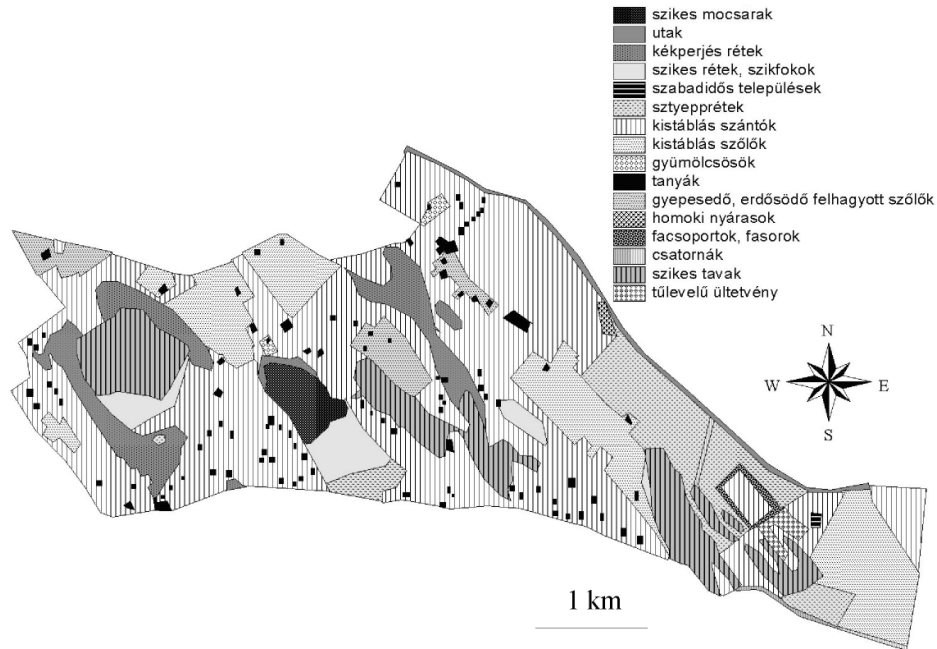 szikes mocsarak
utak
kékperjés rétek
szikes rétek, szikfokok
szabadidős települések
sztyepprétek
kistáblás szántók
kistáblás szőlők
gyümölcsösök
tanyák
gyepesedő, erdősödő felhagyott szőlők
homoki nyárasok
facsoportok, fasorok
csatornák
szikes tavak
tűlevelű ültetvény
N
W E
S
1 km